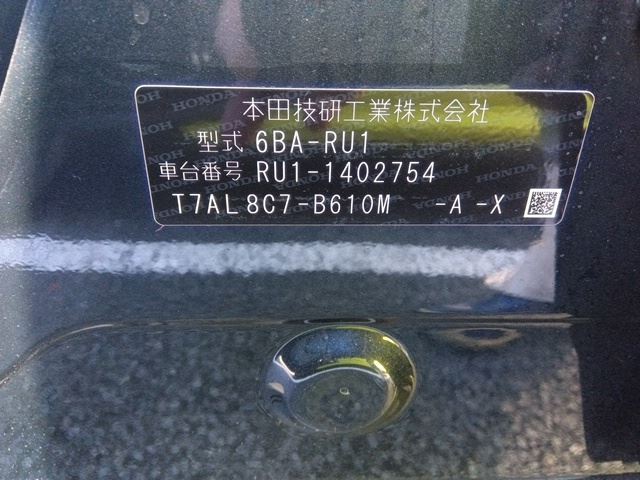 本田技研工業株式会社
型式 6BA-RU1
車台番号 RU1-1402754
T7AL 8C7-B610M -A -X